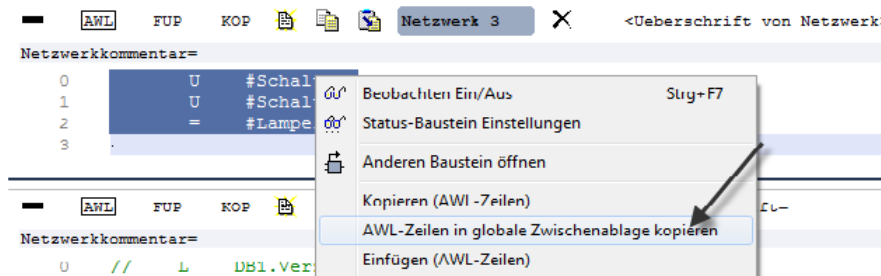 AWL FUP KOP Netzwerk 3 <Ueberschrift von Netzwerk
Netzwerkkommentar=
0 U #Schal
1 U #Schal
2 = #Lampe
3 .
Beobachten Ein/Aus Strg+F7
Status-Baustein Einstellungen
Anderen Baustein öffnen
Kopieren (AWL-Zeilen)
AWL-Zeilen in globale Zwischenablage kopieren
Einfügen (AWL-Zeilen)
AWL FUP KOP
Netzwerkkommentar=
0 // L DB1.Ver